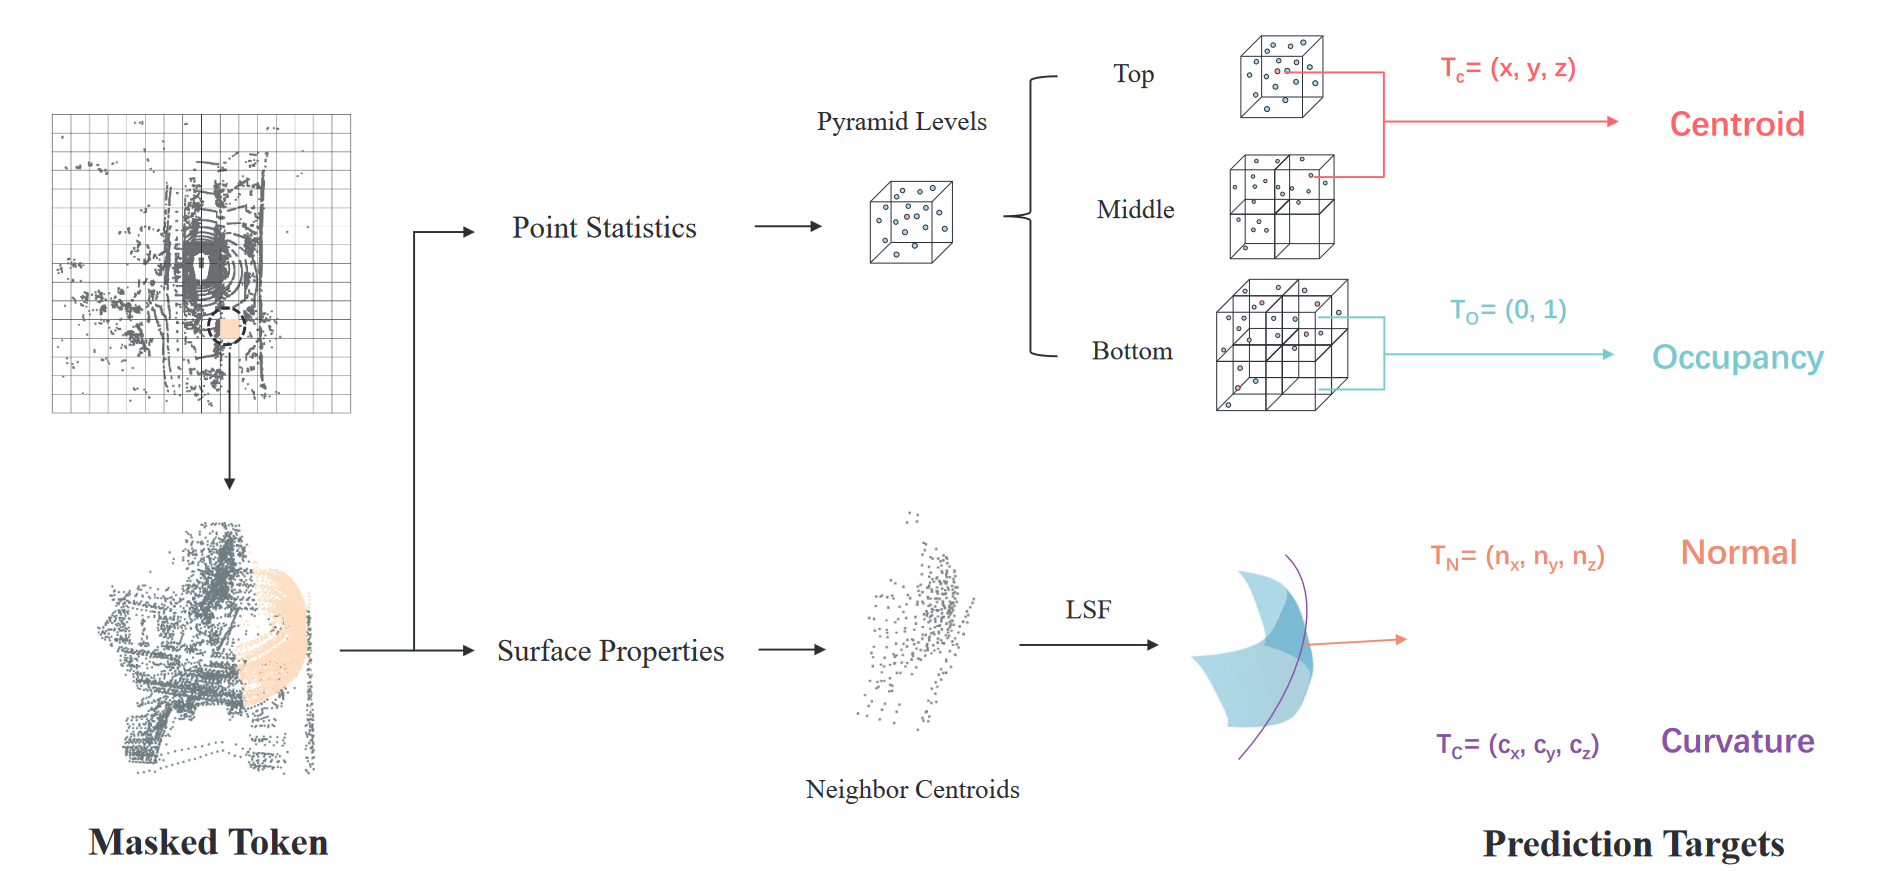 Top
T_c= (x, y, z)
Pyramid Levels
Centroid
Point Statistics
Middle
T_O= (0, 1)
Bottom
Occupancy
T_N= (n_x, n_y, n_z)
Normal
LSF
Surface Properties
T_C= (c_x, c_y, c_z)
Curvature
Neighbor Centroids
Masked Token
Prediction Targets